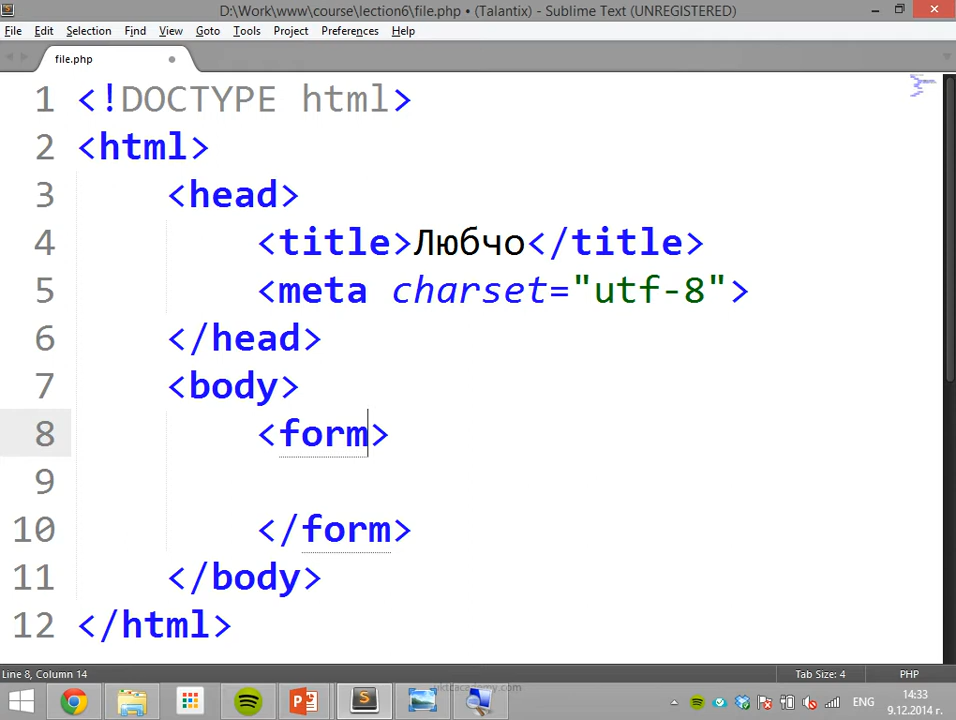 D:\Work\www\course\lection6\file.php • (Talantix) - Sublime Text (UNREGISTERED)
File Edit Selection Find View Goto Tools Project Preferences Help
file.php
1 <!DOCTYPE html>
2 <html>
3 <head>
4 <title>Любчо</title>
5 <meta charset="utf-8">
6 </head>
7 <body>
8 <form>
9
10 </form>
11 </body>
12 </html>
Line 8, Column 14 Tab Size: 4 PHP
ENG 14:33
9.12.2014 г.